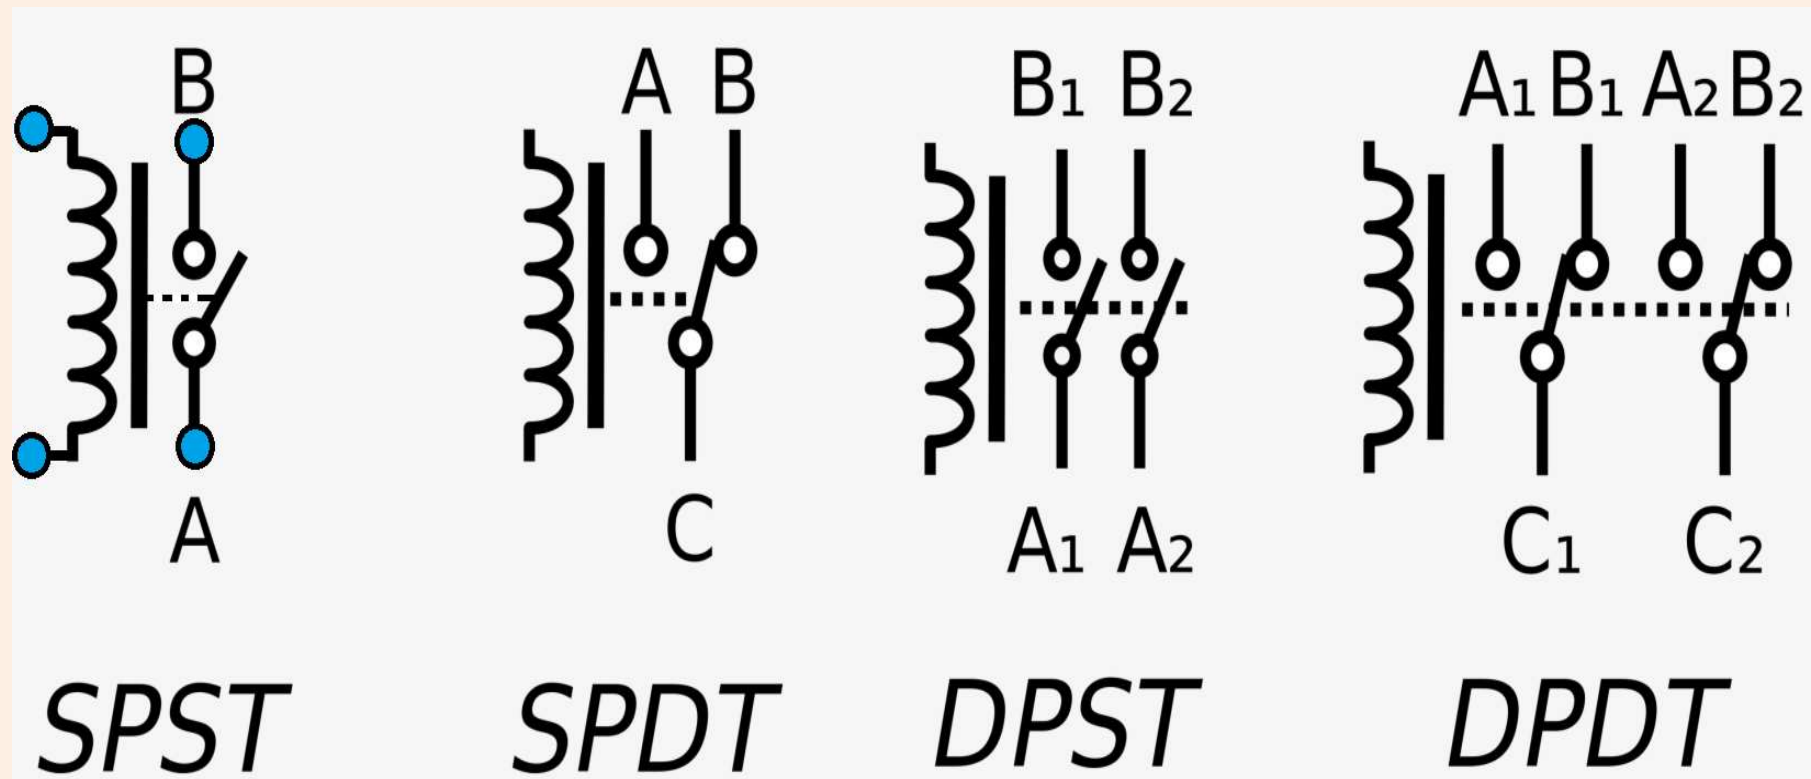 B
A B
B1 B2
A1 B1 A2 B2
A
C
A1 A2
C1 C2
SPST
SPDT
DPST
DPDT